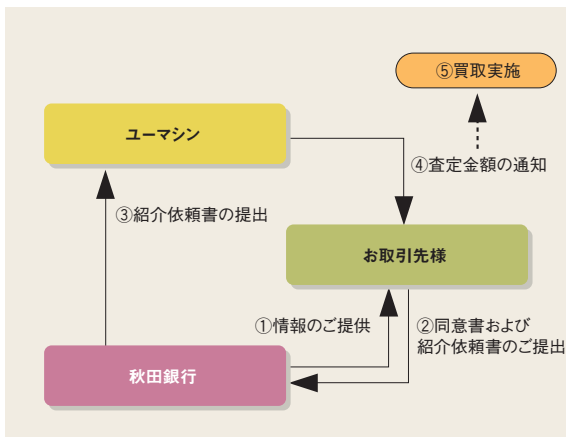 ⑤買取実施
ユーマシン
④査定金額の通知
③紹介依頼書の提出
お取引先様
①情報のご提供
②同意書および
紹介依頼書のご提出
秋田銀行